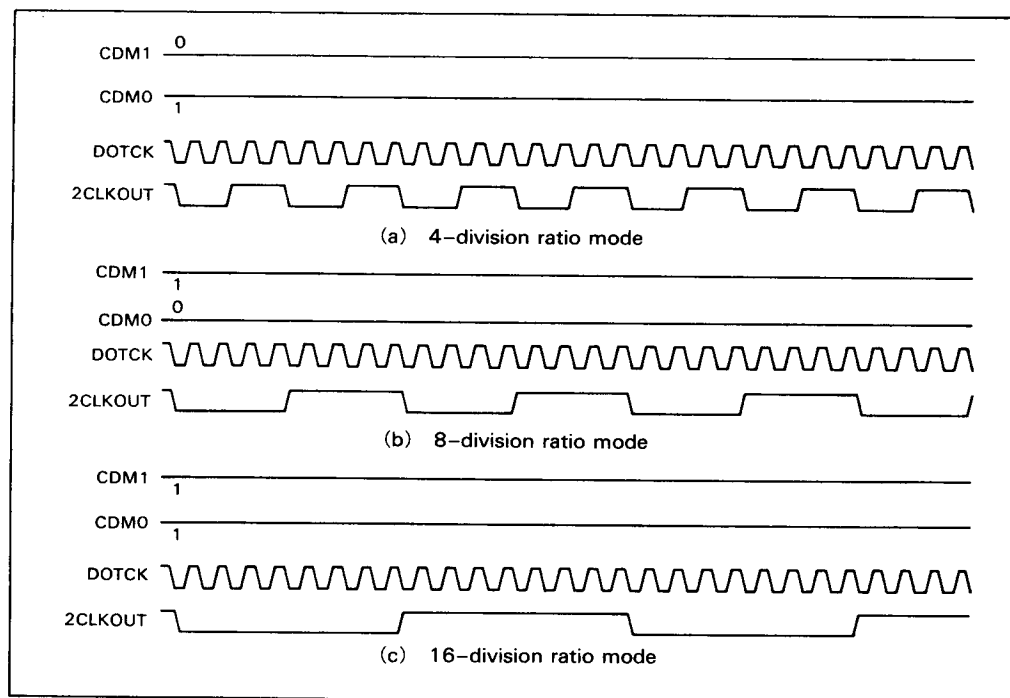 0
CDM1
CDM0
1
DOTCK
2CLKOUT
(a) 4-division ratio mode
CDM1
1
0
CDM0
DOTCK
2CLKOUT
(b) 8-division ratio mode
CDM1
1
CDM0
1
DOTCK
2CLKOUT
(c) 16-division ratio mode